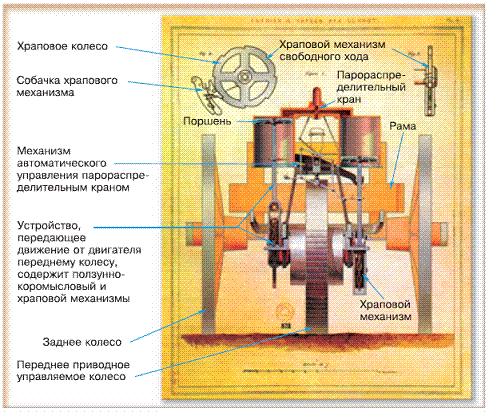 Храповое колесо
Собачка храпового
механизма
Храповой механизм
свободного хода
Парораспре-
делительный
кран
Поршень
Рама
Механизм
автоматического
управления парораспре-
делительным краном
Устройство,
передающее
движение от двигателя
переднему колесу,
содержит ползунно-
коромысловый и
храповой механизмы
Храповой
механизм
Заднее колесо
Переднее приводное
управляемое колесо